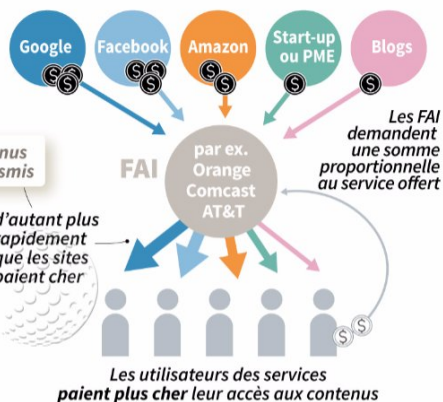 Google
Facebook
Amazon
Start-up
ou PME
Blogs
$ $ $
$ $ $
$ $
$
$
Les FAI
demandent
une somme
proportionnelle
au service offert
FAI
par ex.
Orange
Comcast
AT&T
nus
smis
d'autant plus
rapidement
que les sites
paient cher
$ $
Les utilisateurs des services
paient plus cher leur accès aux contenus